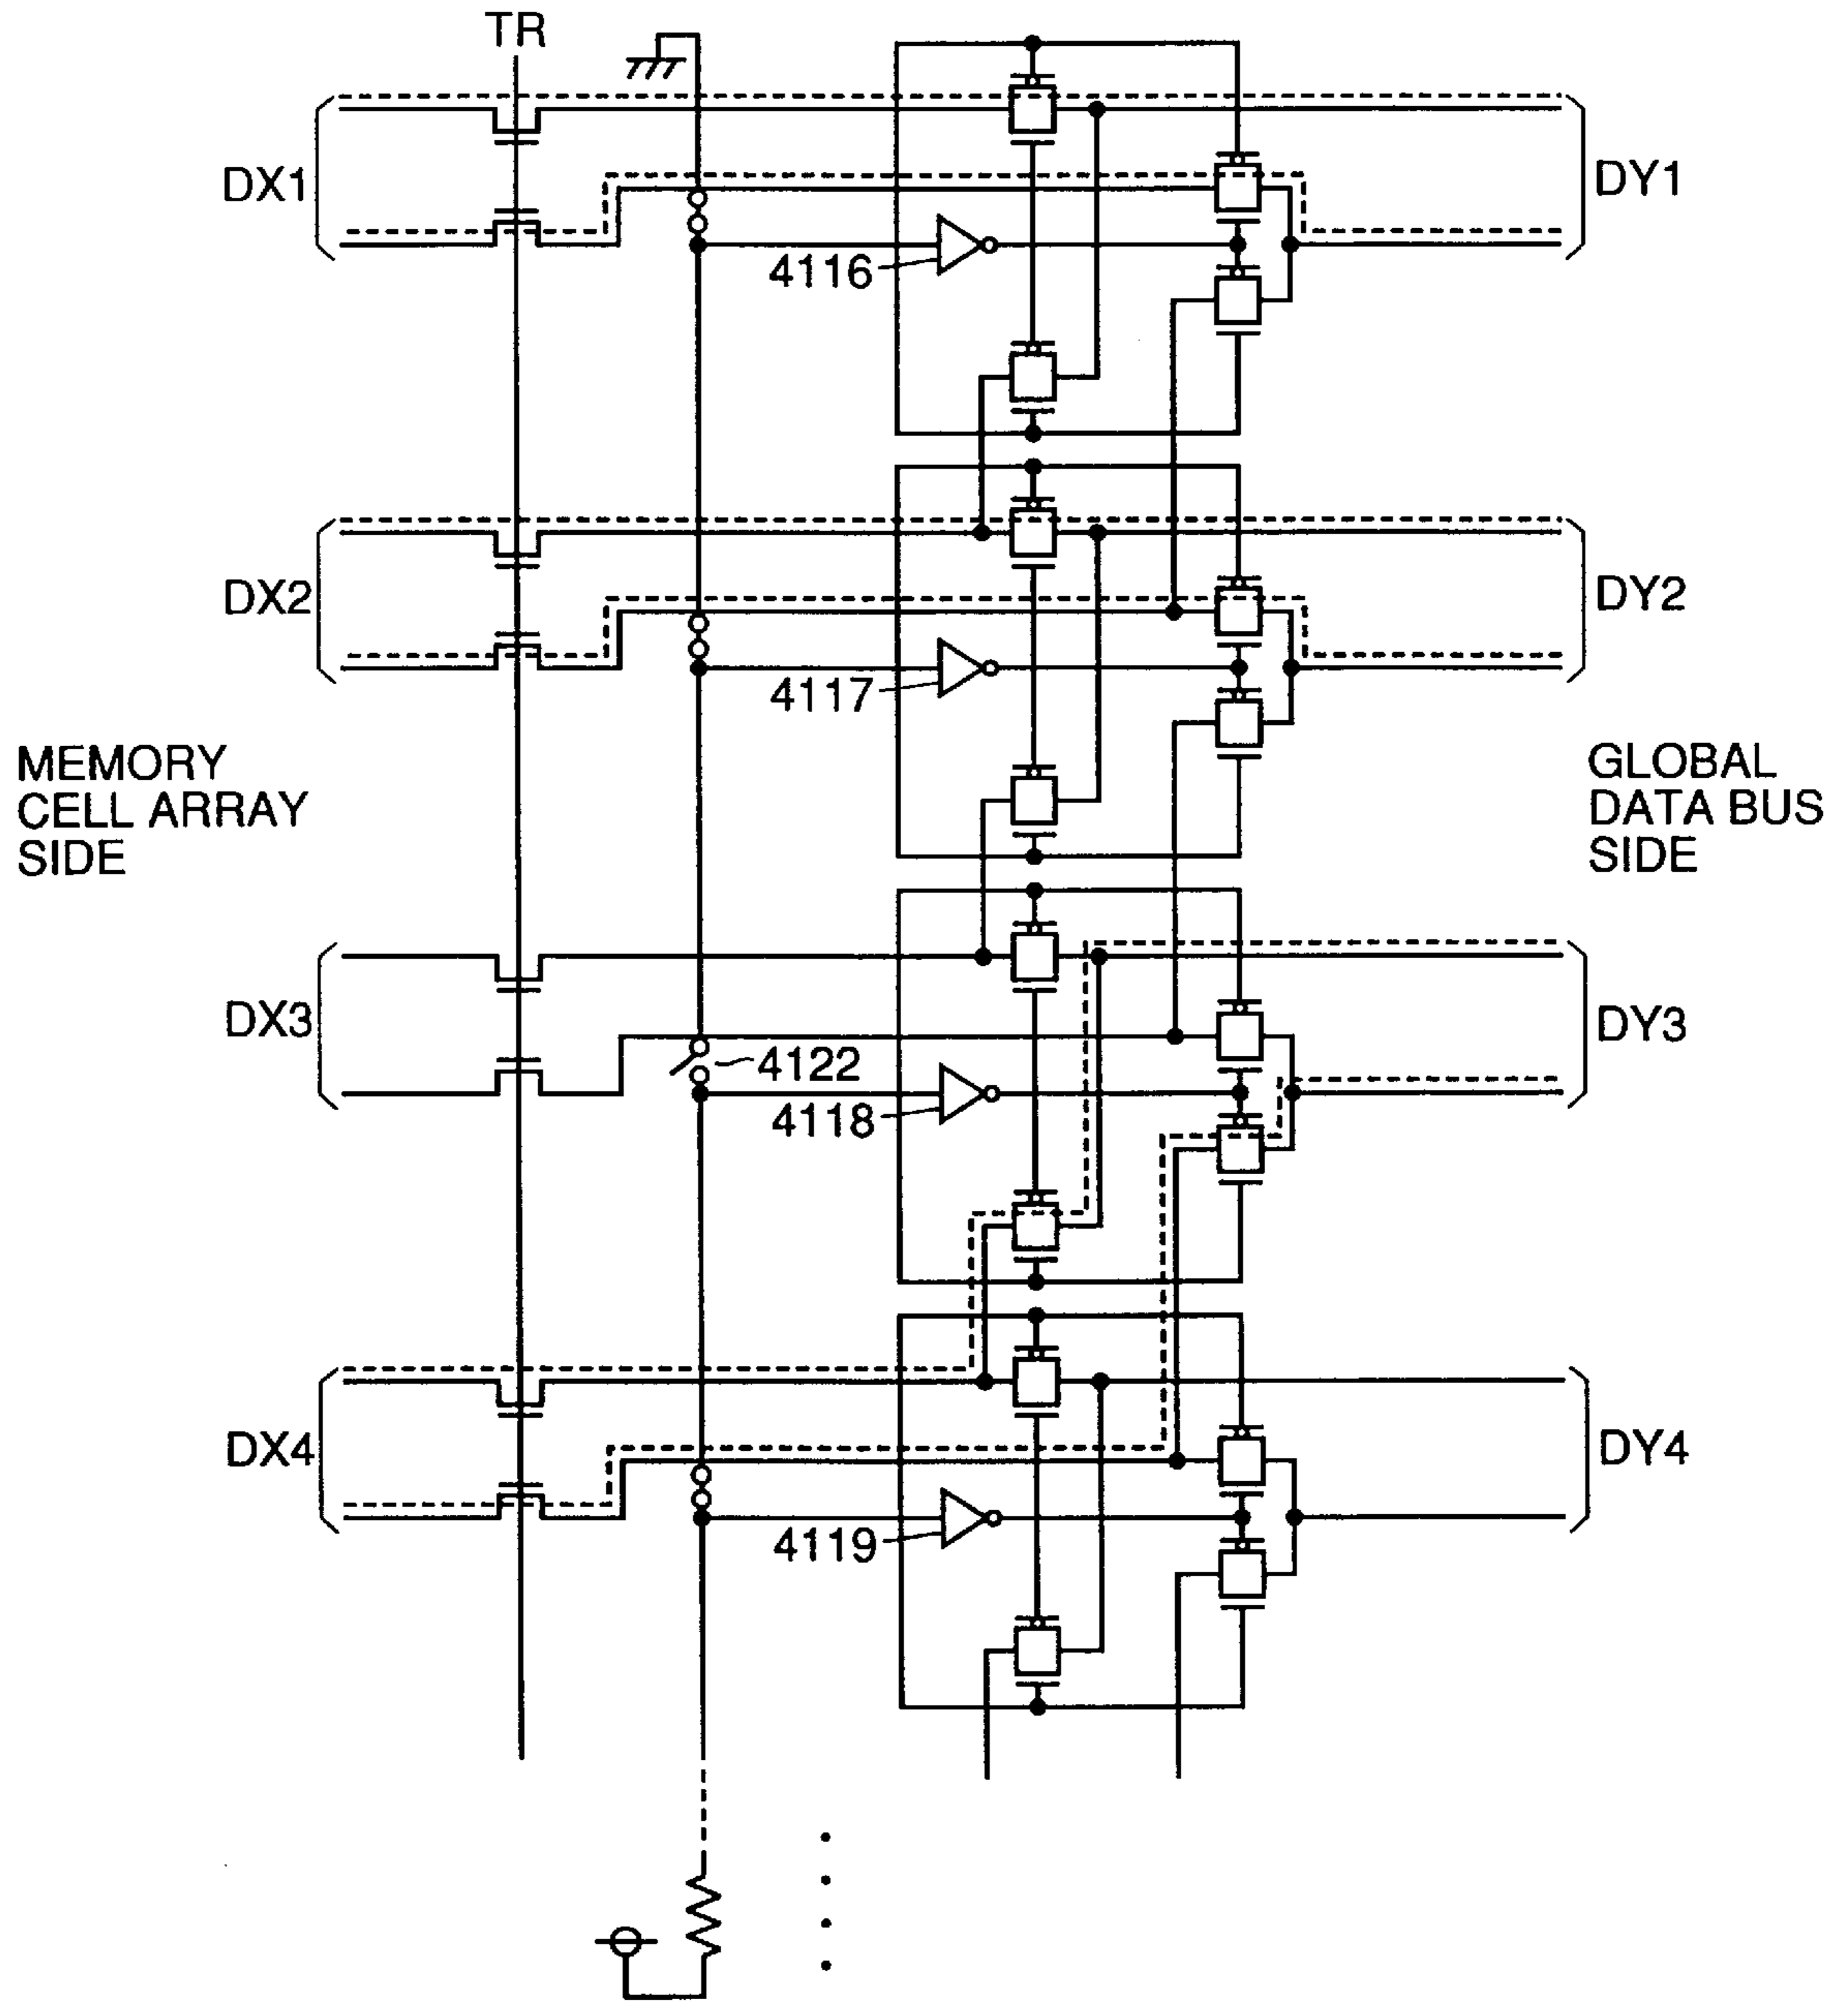 TR
DX1
DY1
4116
DX2
DY2
4117
MEMORY
CELL ARRAY
SIDE
GLOBAL
DATA BUS
SIDE
DX3
DY3
4122
4118
DX4
DY4
4119